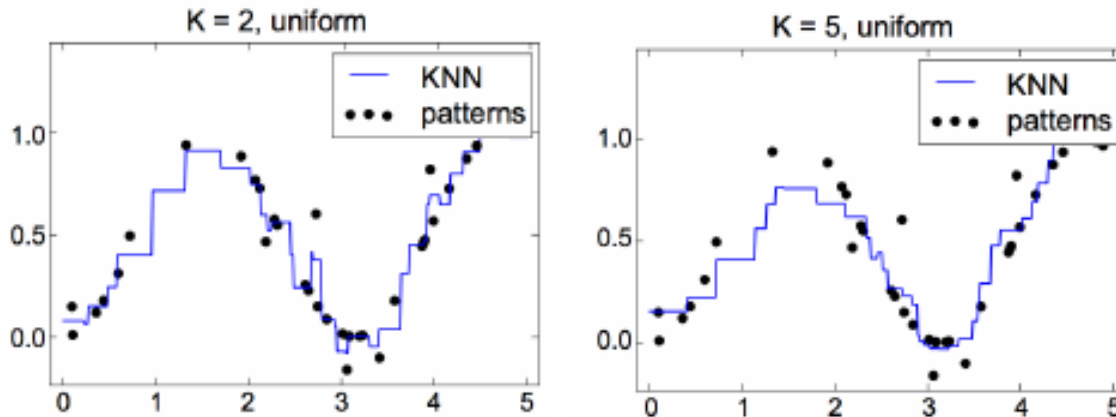 K = 2, uniform
KNN
patterns
1.0
0.5
0.0
0 1 2 3 4 5
K = 5, uniform
KNN
patterns
1.0
0.5
0.0
0 1 2 3 4 5